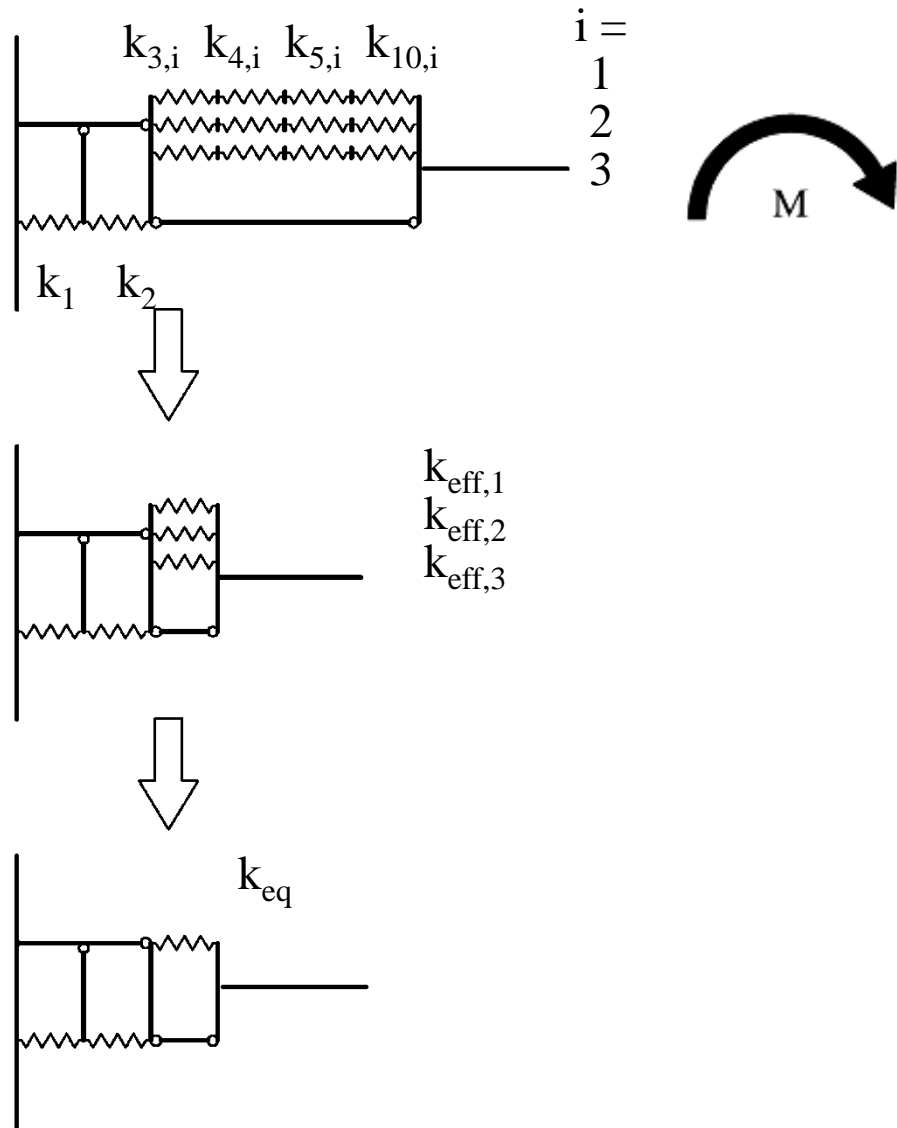 i =
k3,i k4,i k5,i k10,i
1
2
3
M
k1 k2
keff,1
keff,2
keff,3
keq